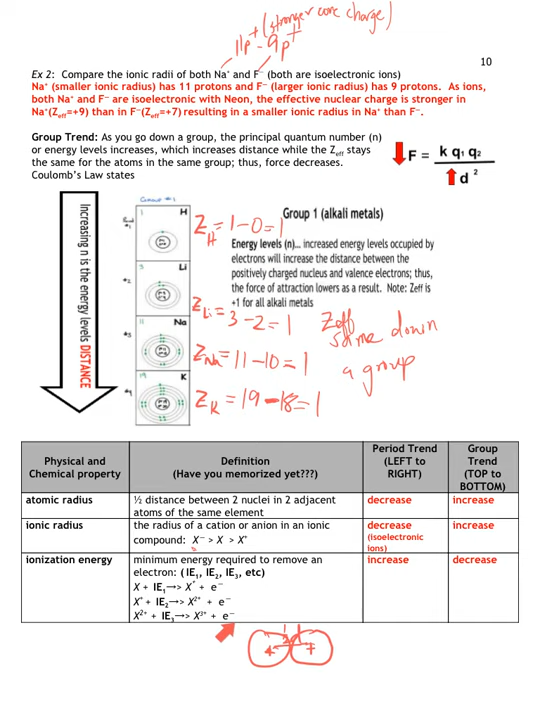 (stronger core charge)
11p⁺ - 9p⁺
10
Ex 2: Compare the ionic radii of both Na⁺ and F⁻ (both are isoelectronic ions)
Na⁺ (smaller ionic radius) has 11 protons and F⁻ (larger ionic radius) has 9 protons. As ions,
both Na⁺ and F⁻ are isoelectronic with Neon, the effective nuclear charge is stronger in
Na⁺(Zeff=+9) than in F⁻(Zeff=+7) resulting in a smaller ionic radius in Na⁺ than F⁻.
Group Trend: As you go down a group, the principal quantum number (n)
or energy levels increases, which increases distance while the Zeff stays
the same for the atoms in the same group; thus, force decreases.
Coulomb's Law states
F = k q₁ q₂
d ²
Increasing n is the energy levels DISTANCE
Group #1
1 H
3 Li
11 Na
19 K
#2
#3
#4
Group 1 (alkali metals)
Z_H = 1 - 0 = 1
Energy levels (n)... increased energy levels occupied by
electrons will increase the distance between the
positively charged nucleus and valence electrons; thus,
the force of attraction lowers as a result. Note: Zeff is
+1 for all alkali metals
Z_Li = 3 - 2 = 1
Z_Na = 11 - 10 = 1
Z_K = 19 - 18 = 1
Zeff
same down
a group
Physical and Chemical property
Definition
(Have you memorized yet???)
Period Trend (LEFT to RIGHT)
Group Trend (TOP to BOTTOM)
atomic radius
½ distance between 2 nuclei in 2 adjacent
atoms of the same element
decrease
increase
ionic radius
the radius of a cation or anion in an ionic
compound: X⁻ > X > X⁺
decrease
(isoelectronic ions)
increase
ionization energy
minimum energy required to remove an
electron: (IE₁, IE₂, IE₃, etc)
X + IE₁—> X⁺ + e⁻
X⁺ + IE₂—> X²⁺ + e⁻
X²⁺ + IE₃—> X³⁺ + e⁻
increase
decrease